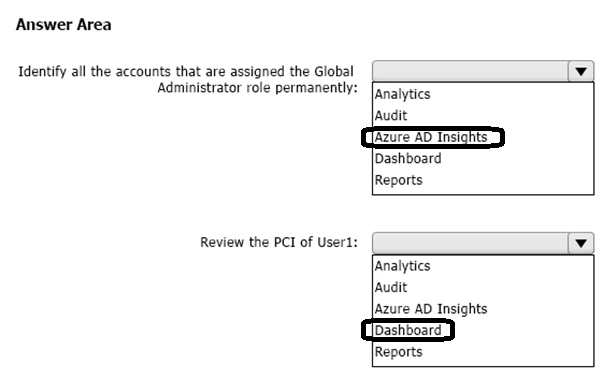 Answer Area
Identify all the accounts that are assigned the Global
Administrator role permanently:
Analytics
Audit
Azure AD Insights
Dashboard
Reports
Review the PCI of User1:
Analytics
Audit
Azure AD Insights
Dashboard
Reports